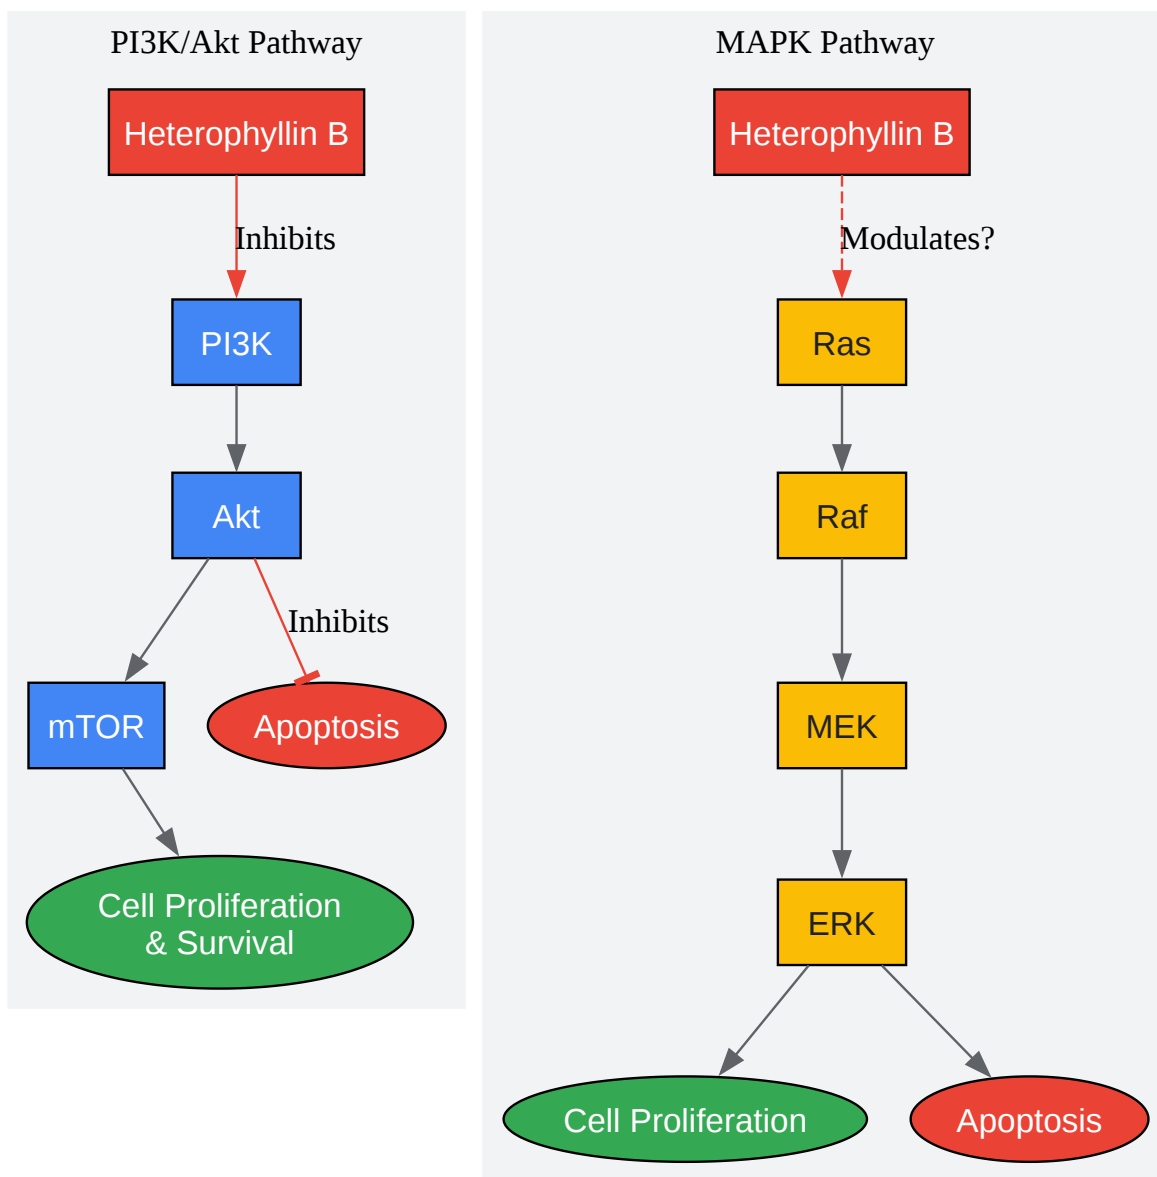 PI3K/Akt Pathway
Heterophyllin B
Inhibits
PI3K
Akt
Inhibits
mTOR
Apoptosis
Cell Proliferation
& Survival
MAPK Pathway
Heterophyllin B
Modulates?
Ras
Raf
MEK
ERK
Cell Proliferation
Apoptosis